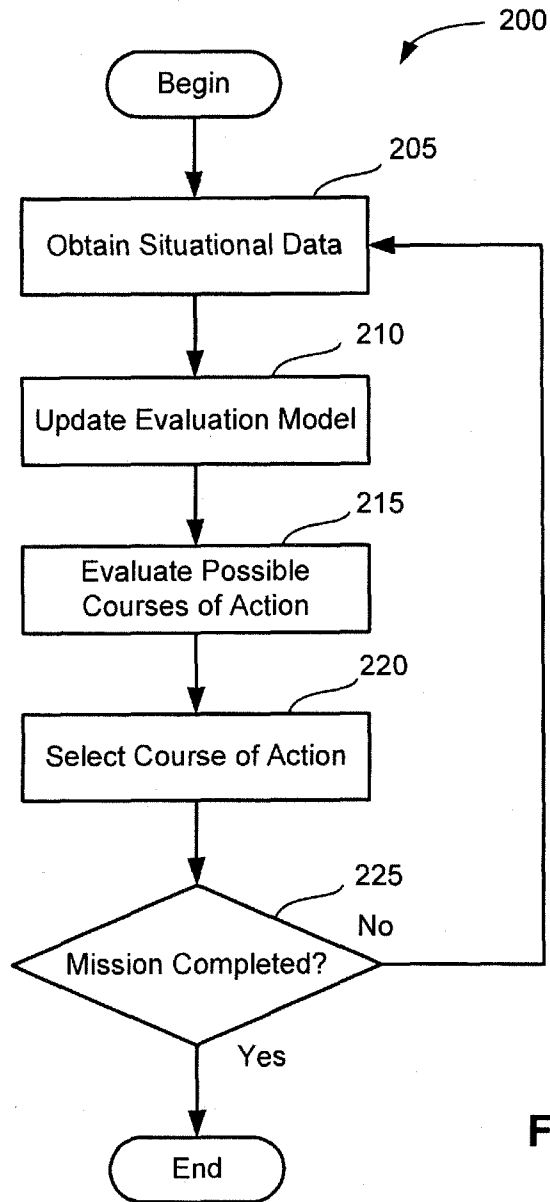 200
Begin
205
Obtain Situational Data
210
Update Evaluation Model
215
Evaluate Possible
Courses of Action
220
Select Course of Action
225
No
Mission Completed?
Yes
End
F